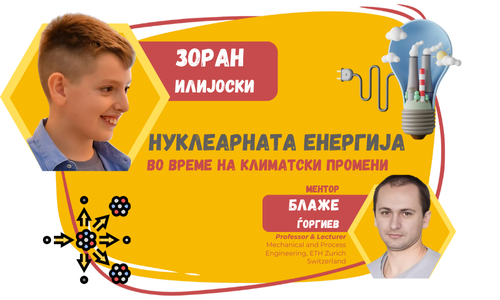 ЗОРАН
ИЛИЈОСКИ
НУКЛЕАРНАТА ЕНЕРГИЈА
ВО ВРЕМЕ НА КЛИМАТСКИ ПРОМЕНИ
МЕНТОР
БЛАЖЕ
ЃОРГИЕВ
Professor & Lecturer
Mechanical and Process
Engineering, ETH Zurich
Switzerland